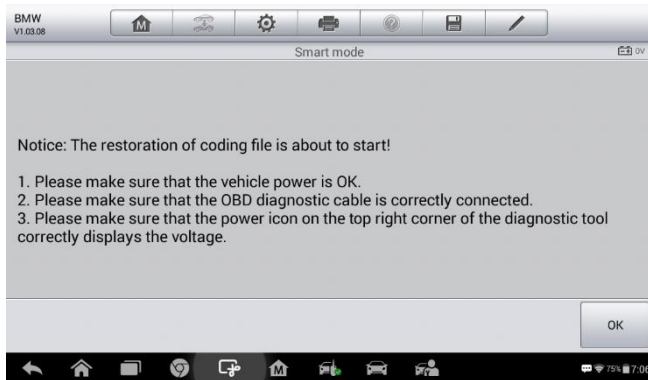 BMW
V1.03.08
Smart mode
0V
Notice: The restoration of coding file is about to start!
1. Please make sure that the vehicle power is OK.
2. Please make sure that the OBD diagnostic cable is correctly connected.
3. Please make sure that the power icon on the top right corner of the diagnostic tool
correctly displays the voltage.
OK
75% 7:06